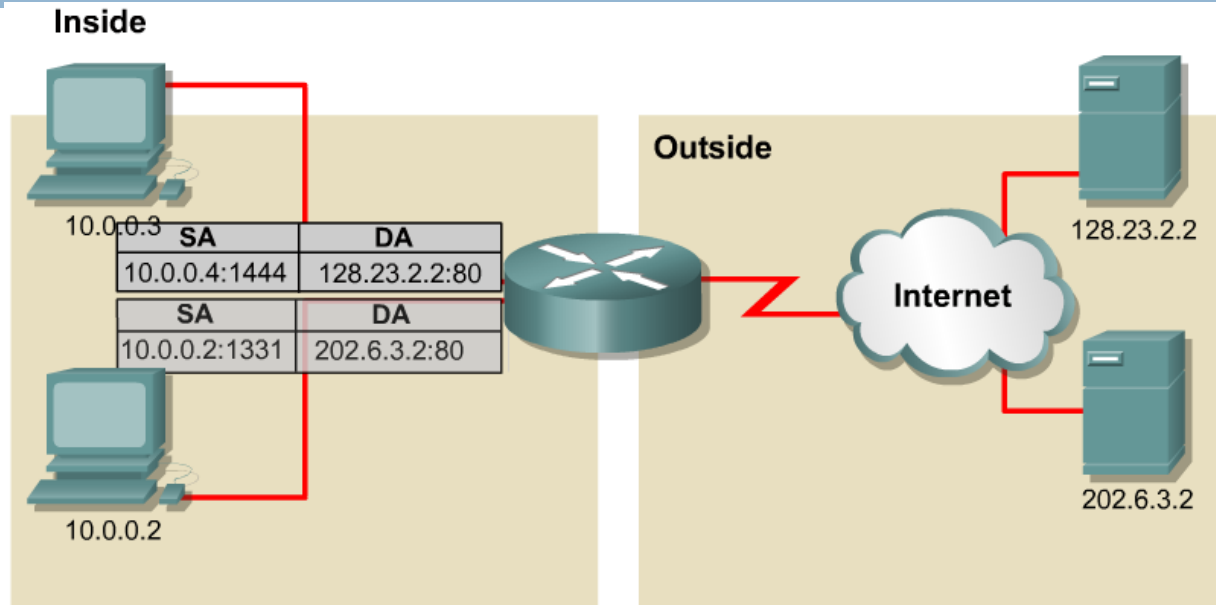 Inside
Outside
10.0.0.3
SA DA
10.0.0.4:1444 128.23.2.2:80
SA DA
10.0.0.2:1331 202.6.3.2:80
10.0.0.2
128.23.2.2
Internet
202.6.3.2